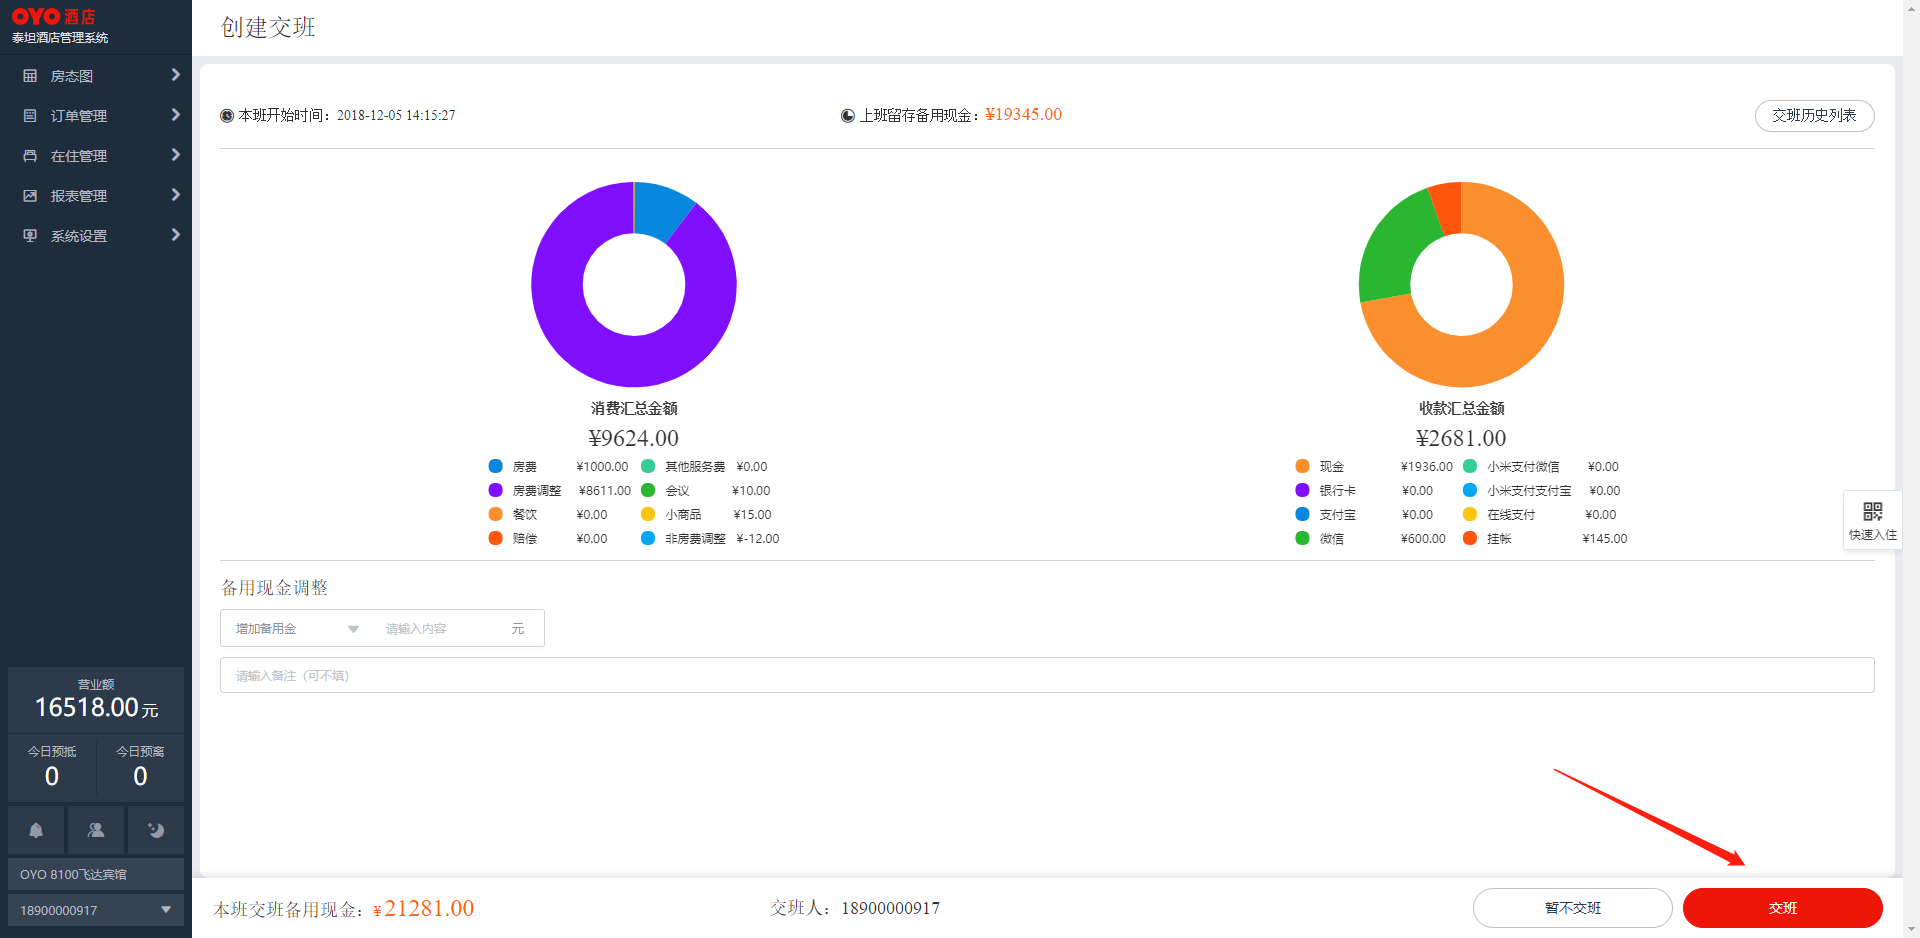 OYO 酒店
泰坦酒店管理系统
房态图
订单管理
在住管理
报表管理
系统设置
营业额
16518.00元
今日预抵 今日预离
0 0
OYO 8100飞达宾馆
18900000917
创建交班
本班开始时间：2018-12-05 14:15:27 上班留存备用现金：¥19345.00 交班历史列表
消费汇总金额
¥9624.00
房费 ¥1000.00 其他服务费 ¥0.00
房费调整 ¥8611.00 会议 ¥10.00
餐饮 ¥0.00 小商品 ¥15.00
赔偿 ¥0.00 非房费调整 ¥-12.00
收款汇总金额
¥2681.00
现金 ¥1936.00 小米支付微信 ¥0.00
银行卡 ¥0.00 小米支付支付宝 ¥0.00
支付宝 ¥0.00 在线支付 ¥0.00
微信 ¥600.00 挂帐 ¥145.00
快速入住
备用现金调整
增加备用金 请输入内容 元
请输入备注（可不填）
本班交班备用现金：¥21281.00 交班人：18900000917 暂不交班 交班